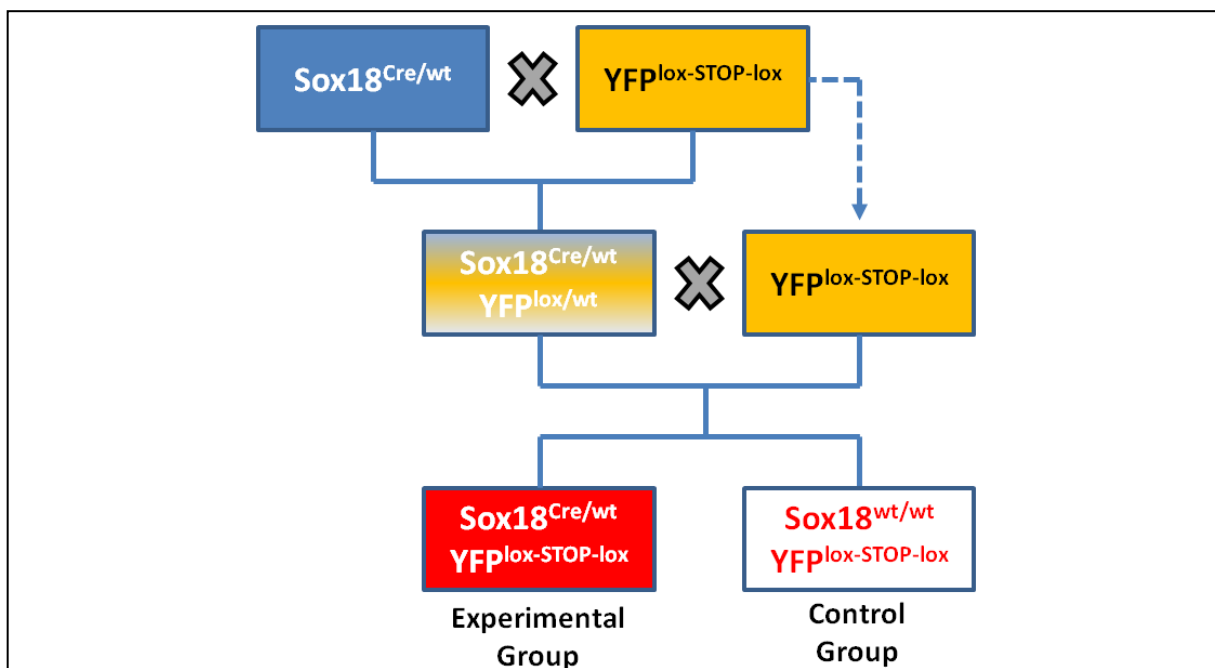 Sox18Cre/wt
YFPlox-STOP-lox
Sox18Cre/wt
YFPlox/wt
YFPlox-STOP-lox
Sox18Cre/wt
YFPlox-STOP-lox
Sox18wt/wt
YFPlox-STOP-lox
Experimental
Group
Control
Group